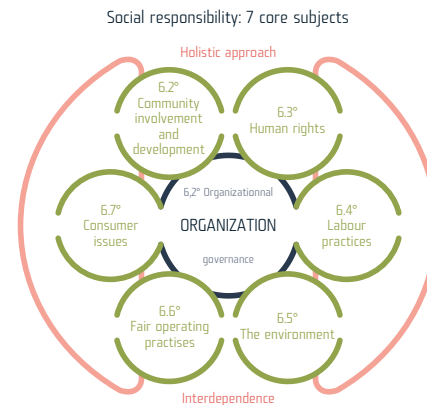 Social responsibility: 7 core subjects
Holistic approach
6.2°
Community
involvement
and
development
6.3°
Human rights
6,2° Organizationnal
ORGANIZATION
governance
6.7°
Consumer
issues
6.4°
Labour
practices
6.6°
Fair operating
practises
6.5°
The environment
Interdependence